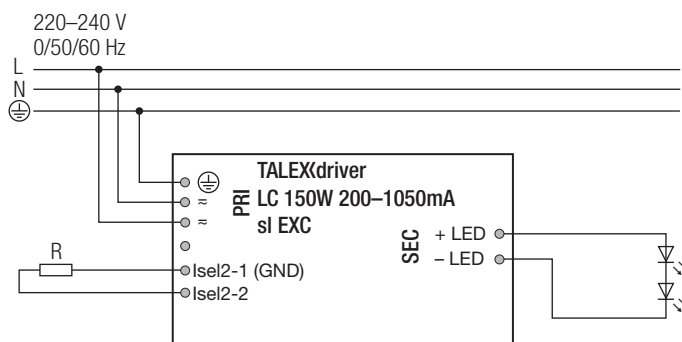 220–240 V
0/50/60 Hz
L
N
TALEXXdriver
LC 150W 200–1050mA
sl EXC
PRI
≂
≂
SEC
+ LED
– LED
R
Isel2-1 (GND)
Isel2-2